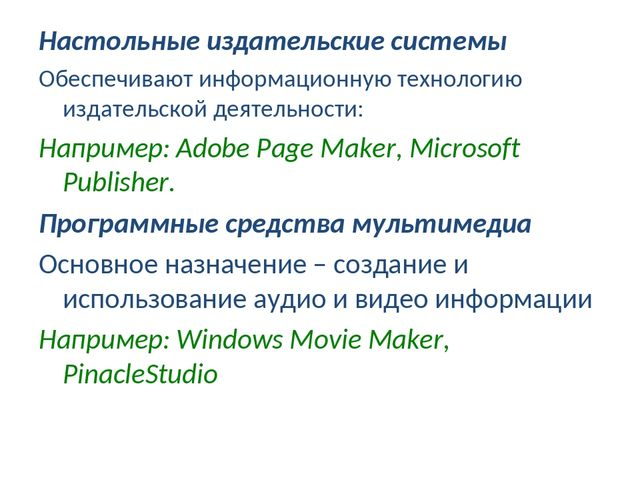 Настольные издательские системы
Обеспечивают информационную технологию
издательской деятельности:
Например: Adobe Page Maker, Microsoft
Publisher.
Программные средства мультимедиа
Основное назначение – создание и
использование аудио и видео информации
Например: Windows Movie Maker,
PinacleStudio